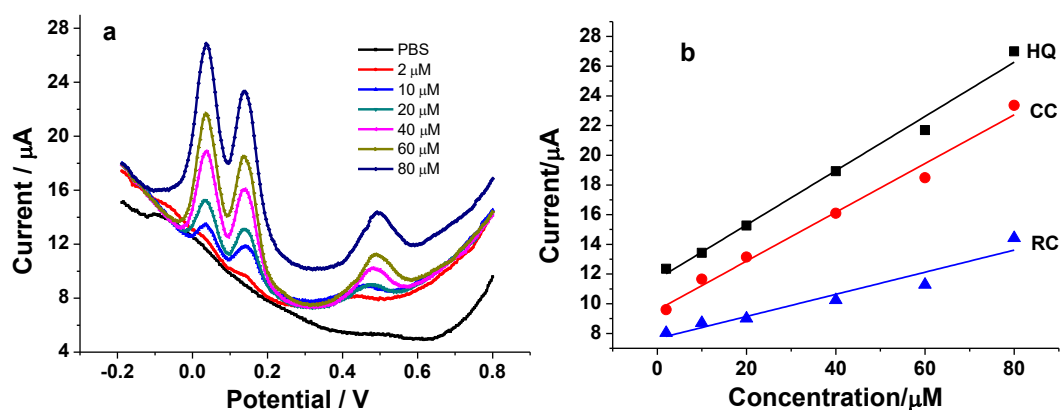 a
PBS
2 μM
10 μM
20 μM
40 μM
60 μM
80 μM
28
24
20
16
12
8
4
Current / μA
-0.2 0.0 0.2 0.4 0.6 0.8
Potential / V
b
HQ
CC
RC
28
26
24
22
20
18
16
14
12
10
8
Current/μA
0 20 40 60 80
Concentration/μM